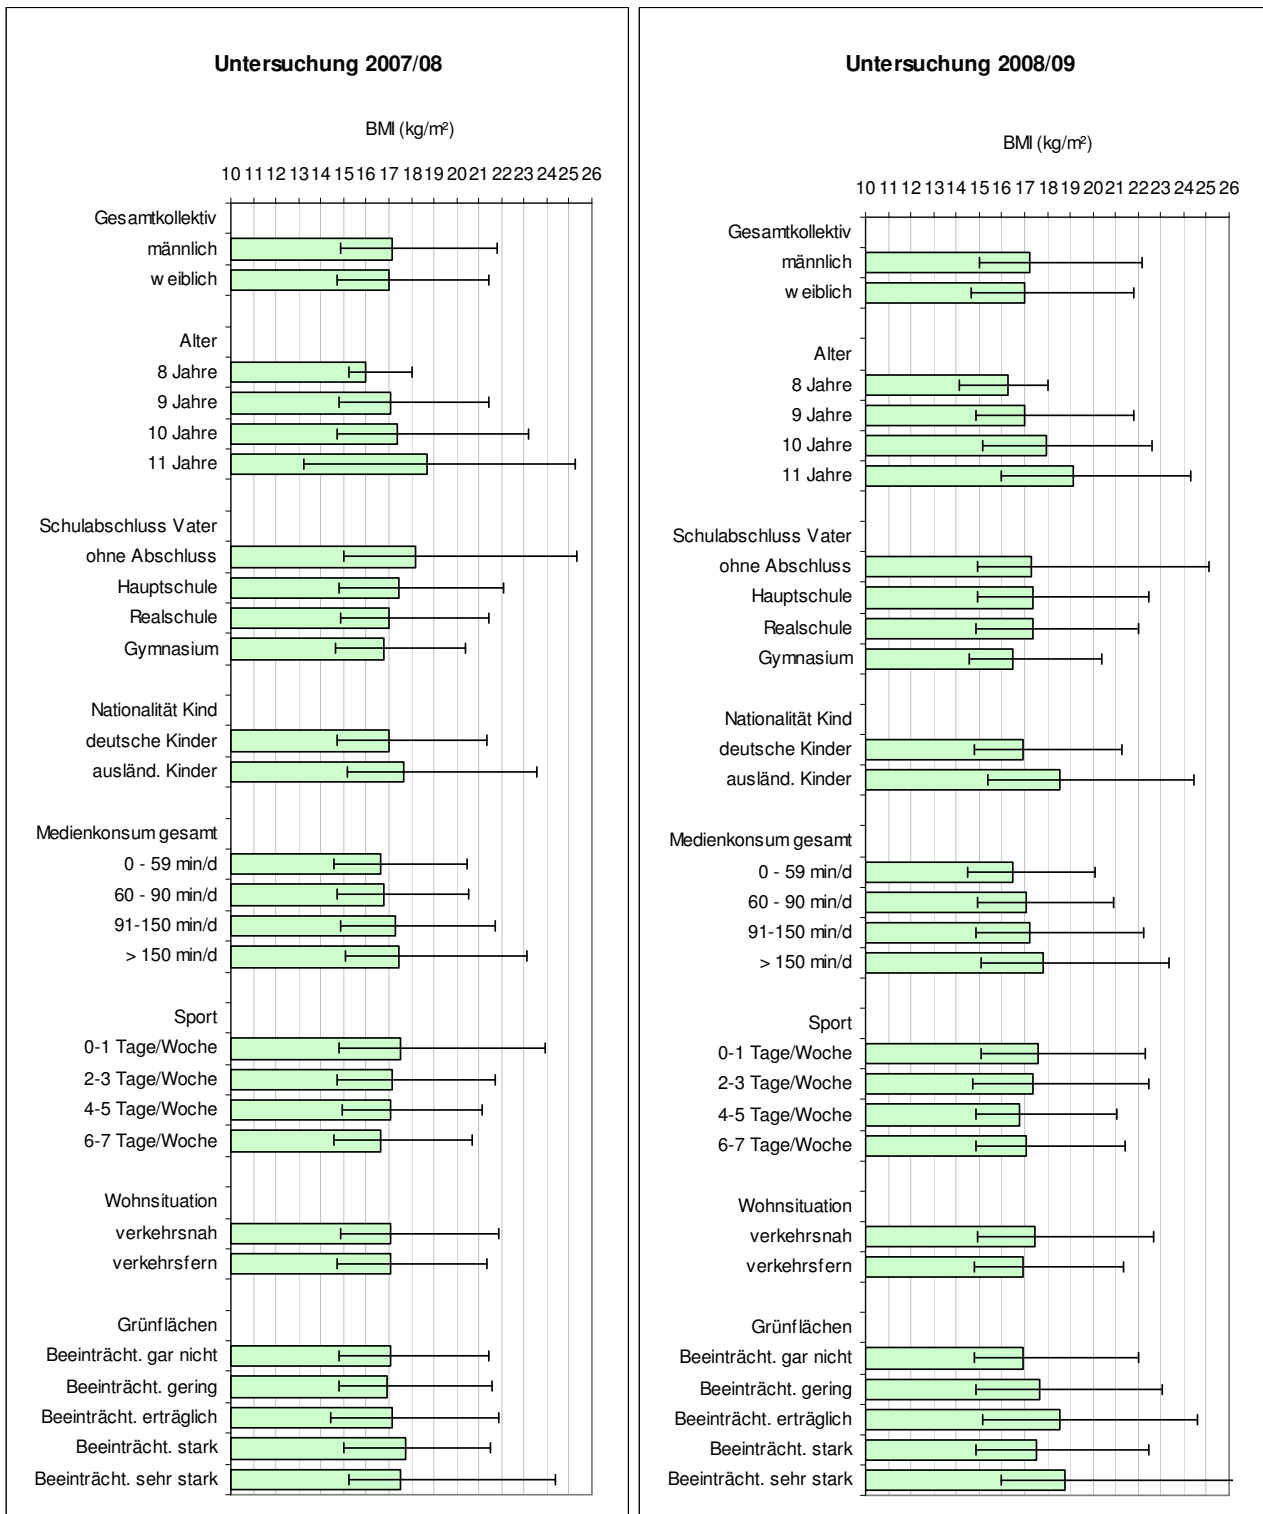 Untersuchung 2007/08
BMI (kg/m²)
10 11 12 13 14 15 16 17 18 19 20 21 22 23 24 25 26
Gesamtkollektiv
männlich
weiblich
Alter
8 Jahre
9 Jahre
10 Jahre
11 Jahre
Schulabschluss Vater
ohne Abschluss
Hauptschule
Realschule
Gymnasium
Nationalität Kind
deutsche Kinder
ausländ. Kinder
Medienkonsum gesamt
0 - 59 min/d
60 - 90 min/d
91-150 min/d
> 150 min/d
Sport
0-1 Tage/Woche
2-3 Tage/Woche
4-5 Tage/Woche
6-7 Tage/Woche
Wohnsituation
verkehrsnah
verkehrsfern
Grünflächen
Beeinträcht. gar nicht
Beeinträcht. gering
Beeinträcht. erträglich
Beeinträcht. stark
Beeinträcht. sehr stark
Untersuchung 2008/09
BMI (kg/m²)
10 11 12 13 14 15 16 17 18 19 20 21 22 23 24 25 26
Gesamtkollektiv
männlich
weiblich
Alter
8 Jahre
9 Jahre
10 Jahre
11 Jahre
Schulabschluss Vater
ohne Abschluss
Hauptschule
Realschule
Gymnasium
Nationalität Kind
deutsche Kinder
ausländ. Kinder
Medienkonsum gesamt
0 - 59 min/d
60 - 90 min/d
91-150 min/d
> 150 min/d
Sport
0-1 Tage/Woche
2-3 Tage/Woche
4-5 Tage/Woche
6-7 Tage/Woche
Wohnsituation
verkehrsnah
verkehrsfern
Grünflächen
Beeinträcht. gar nicht
Beeinträcht. gering
Beeinträcht. erträglich
Beeinträcht. stark
Beeinträcht. sehr stark